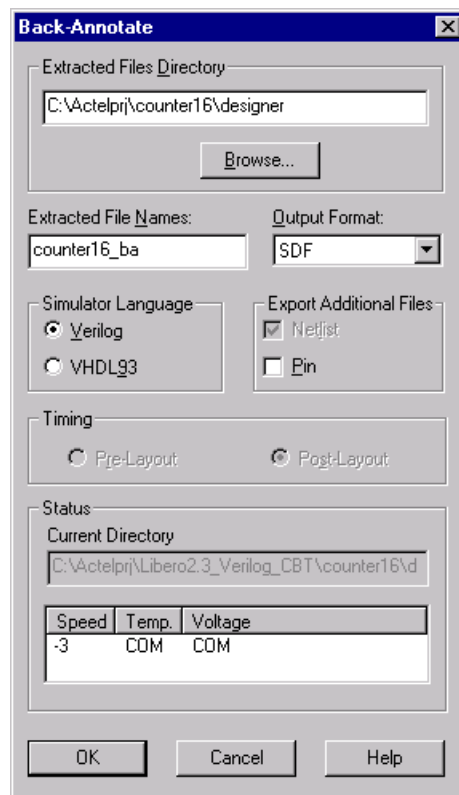 Back-Annotate
Extracted Files Directory
C:\Actelprj\counter16\designer
Browse...
Extracted File Names: Output Format:
counter16_ba SDF
Simulator Language Export Additional Files
Verilog Netlist
VHDL93 Pin
Timing
Pre-Layout Post-Layout
Status
Current Directory
C:\Actelprj\Libero2.3_Verilog_CBT\counter16\d
Speed Temp. Voltage
-3 COM COM
OK Cancel Help